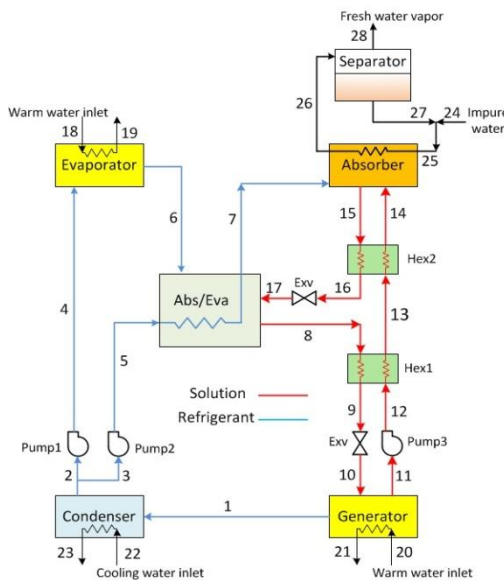 Fresh water vapor
28
Separator
26
27
24
Impure
water
25
Warm water inlet
18
19
Evaporator
Absorber
6
7
15
14
Hex2
Exv
17
16
4
Abs/Eva
13
5
8
Hex1
Solution
Refrigerant
9
12
Pump1
Pump2
Exv
Pump3
2
3
10
11
1
Condenser
Generator
23
22
21
20
Cooling water inlet
Warm water inlet